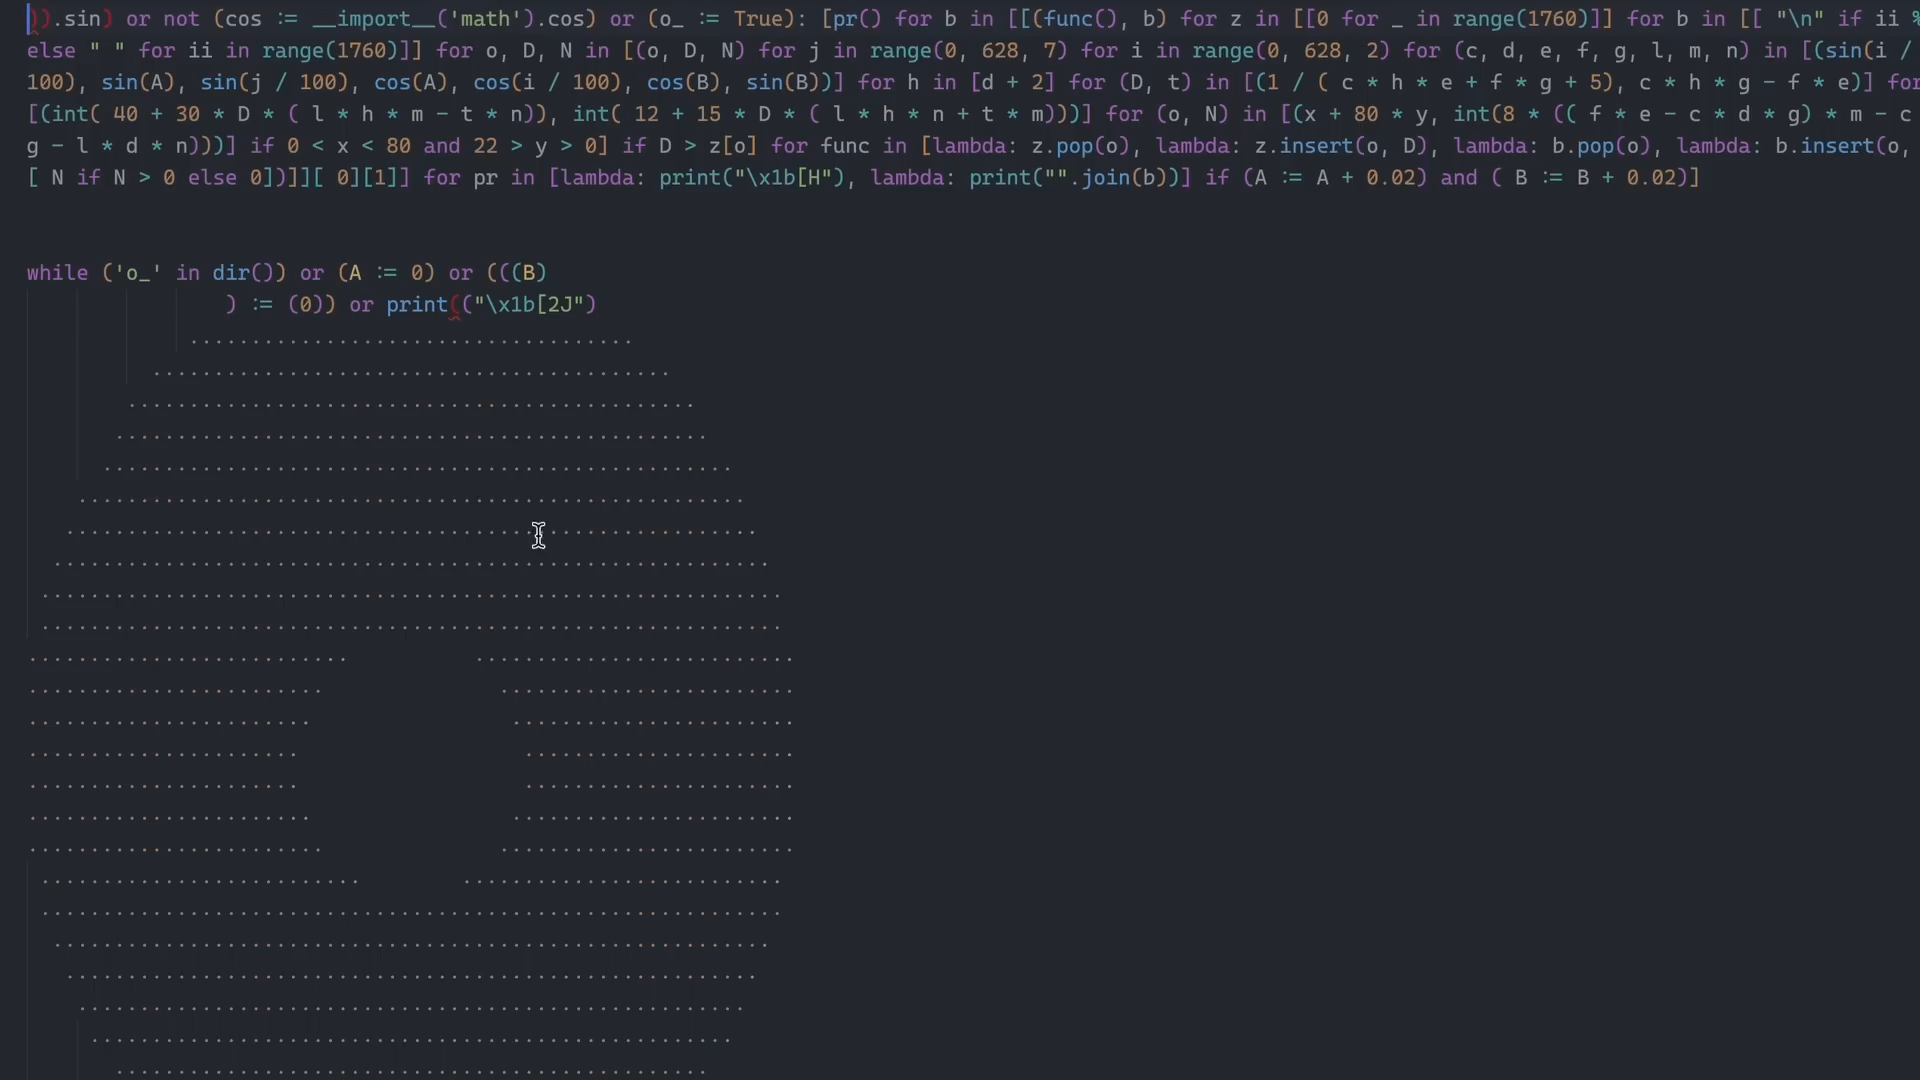 )).sin) or not (cos := __import__('math').cos) or (o_ := True): [pr() for b in [[(func(), b) for z in [[0 for _ in range(1760)]] for b in [[ "\n" if ii %
else " " for ii in range(1760)]] for o, D, N in [(o, D, N) for j in range(0, 628, 7) for i in range(0, 628, 2) for (c, d, e, f, g, l, m, n) in [(sin(i /
100), sin(A), sin(j / 100), cos(A), cos(i / 100), cos(B), sin(B))] for h in [d + 2] for (D, t) in [(1 / ( c * h * e + f * g + 5), c * h * g - f * e)] for
[(int( 40 + 30 * D * ( l * h * m - t * n)), int( 12 + 15 * D * ( l * h * n + t * m)))] for (o, N) in [(x + 80 * y, int(8 * (( f * e - c * d * g) * m - c
g - l * d * n)))] if 0 < x < 80 and 22 > y > 0] if D > z[o] for func in [lambda: z.pop(o), lambda: z.insert(o, D), lambda: b.pop(o), lambda: b.insert(o,
[ N if N > 0 else 0])]][ 0][1]] for pr in [lambda: print("\x1b[H"), lambda: print("".join(b))] if (A := A + 0.02) and ( B := B + 0.02)]
while ('o_' in dir()) or (A := 0) or (((B)
) := (0)) or print(("\x1b[2J")